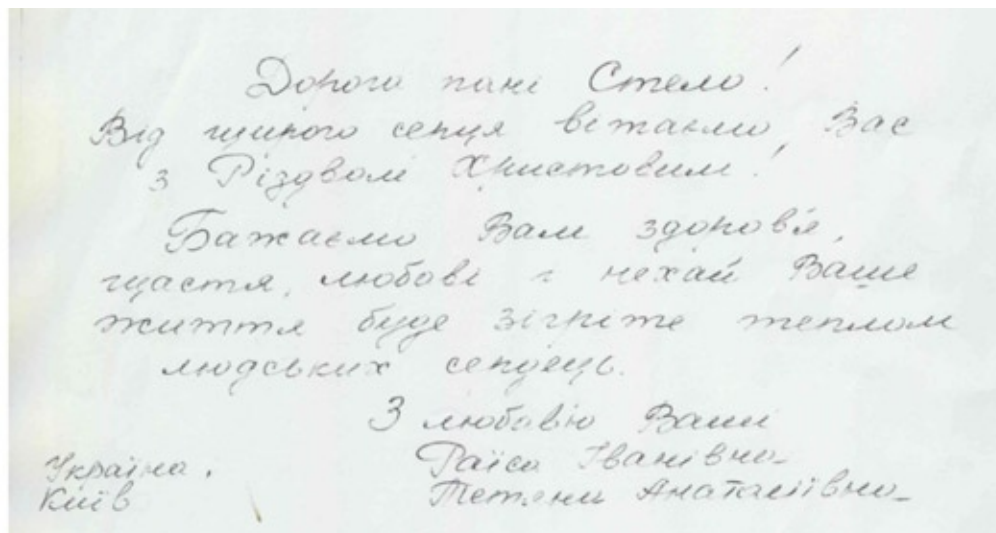 Дорога пані Стело!
Від щирого серця вітаємо Вас
з Різдвом Христовим!
Бажаємо Вам здоров'я,
щастя, любові і нехай Ваше
життя буде зігріте теплом
людських сердець.
З любов'ю Ваші
Раїса Іванівна
Україна. Тетяна Анатоліївна
Київ